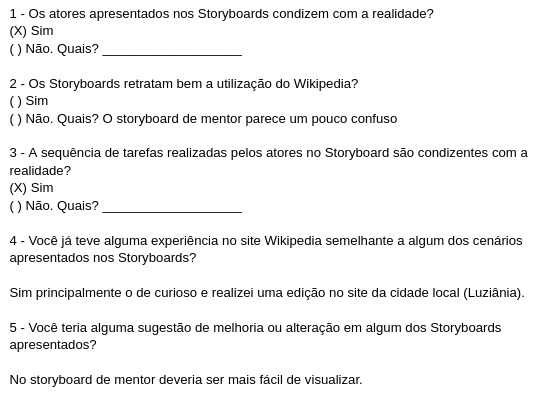 1 - Os atores apresentados nos Storyboards condizem com a realidade?
(X) Sim
( ) Não. Quais? ___________________
2 - Os Storyboards retratam bem a utilização do Wikipedia?
( ) Sim
( ) Não. Quais? O storyboard de mentor parece um pouco confuso
3 - A sequência de tarefas realizadas pelos atores no Storyboard são condizentes com a
realidade?
(X) Sim
( ) Não. Quais? ___________________
4 - Você já teve alguma experiência no site Wikipedia semelhante a algum dos cenários
apresentados nos Storyboards?
Sim principalmente o de curioso e realizei uma edição no site da cidade local (Luziânia).
5 - Você teria alguma sugestão de melhoria ou alteração em algum dos Storyboards
apresentados?
No storyboard de mentor deveria ser mais fácil de visualizar.